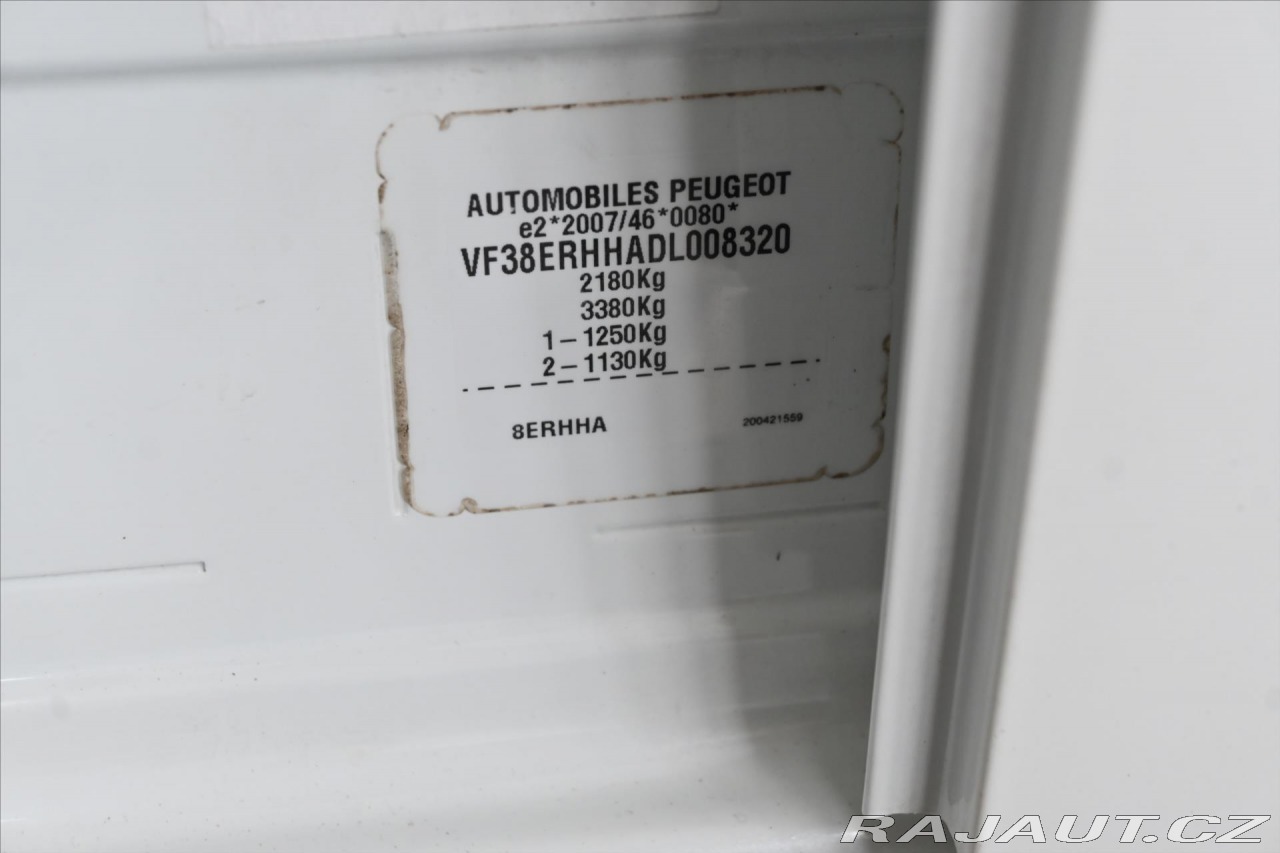 AUTOMOBILES PEUGEOT
e2*2007/46*0080*
VF38ERHHADL008320
2180Kg
3380Kg
1–1250Kg
2–1130Kg
8ERHHA
200421559
RAJAUT.CZ